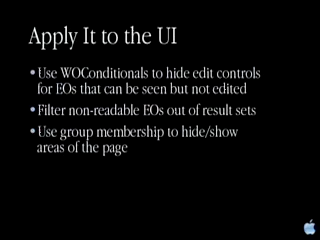 Apply It to the UI
• Use WOConditionals to hide edit controls
for EOs that can be seen but not edited
• Filter non-readable EOs out of result sets
• Use group membership to hide/show
areas of the page